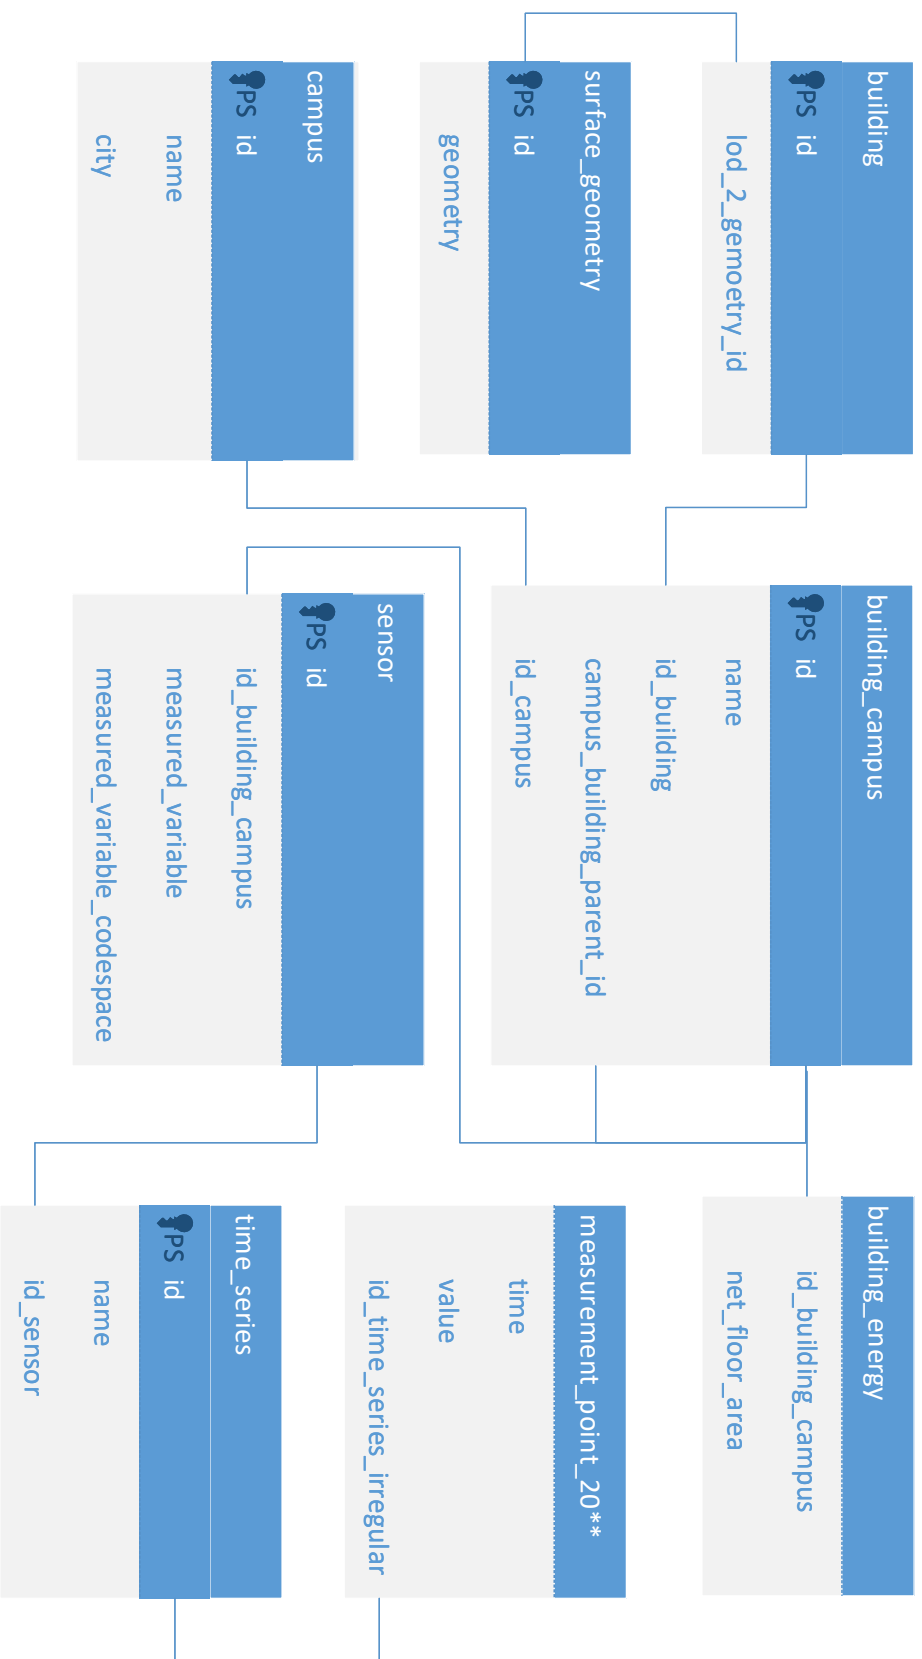 building
PS id
lod_2_gemoetry_id
surface_geometry
PS id
geometry
campus
PS id
name
city
building_campus
PS id
name
id_building
campus_building_parent_id
id_campus
sensor
PS id
id_building_campus
measured_variable
measured_variable_codespace
building_energy
id_building_campus
net_floor_area
measurement_point_20**
time
value
id_time_series_irregular
time_series
PS id
name
id_sensor